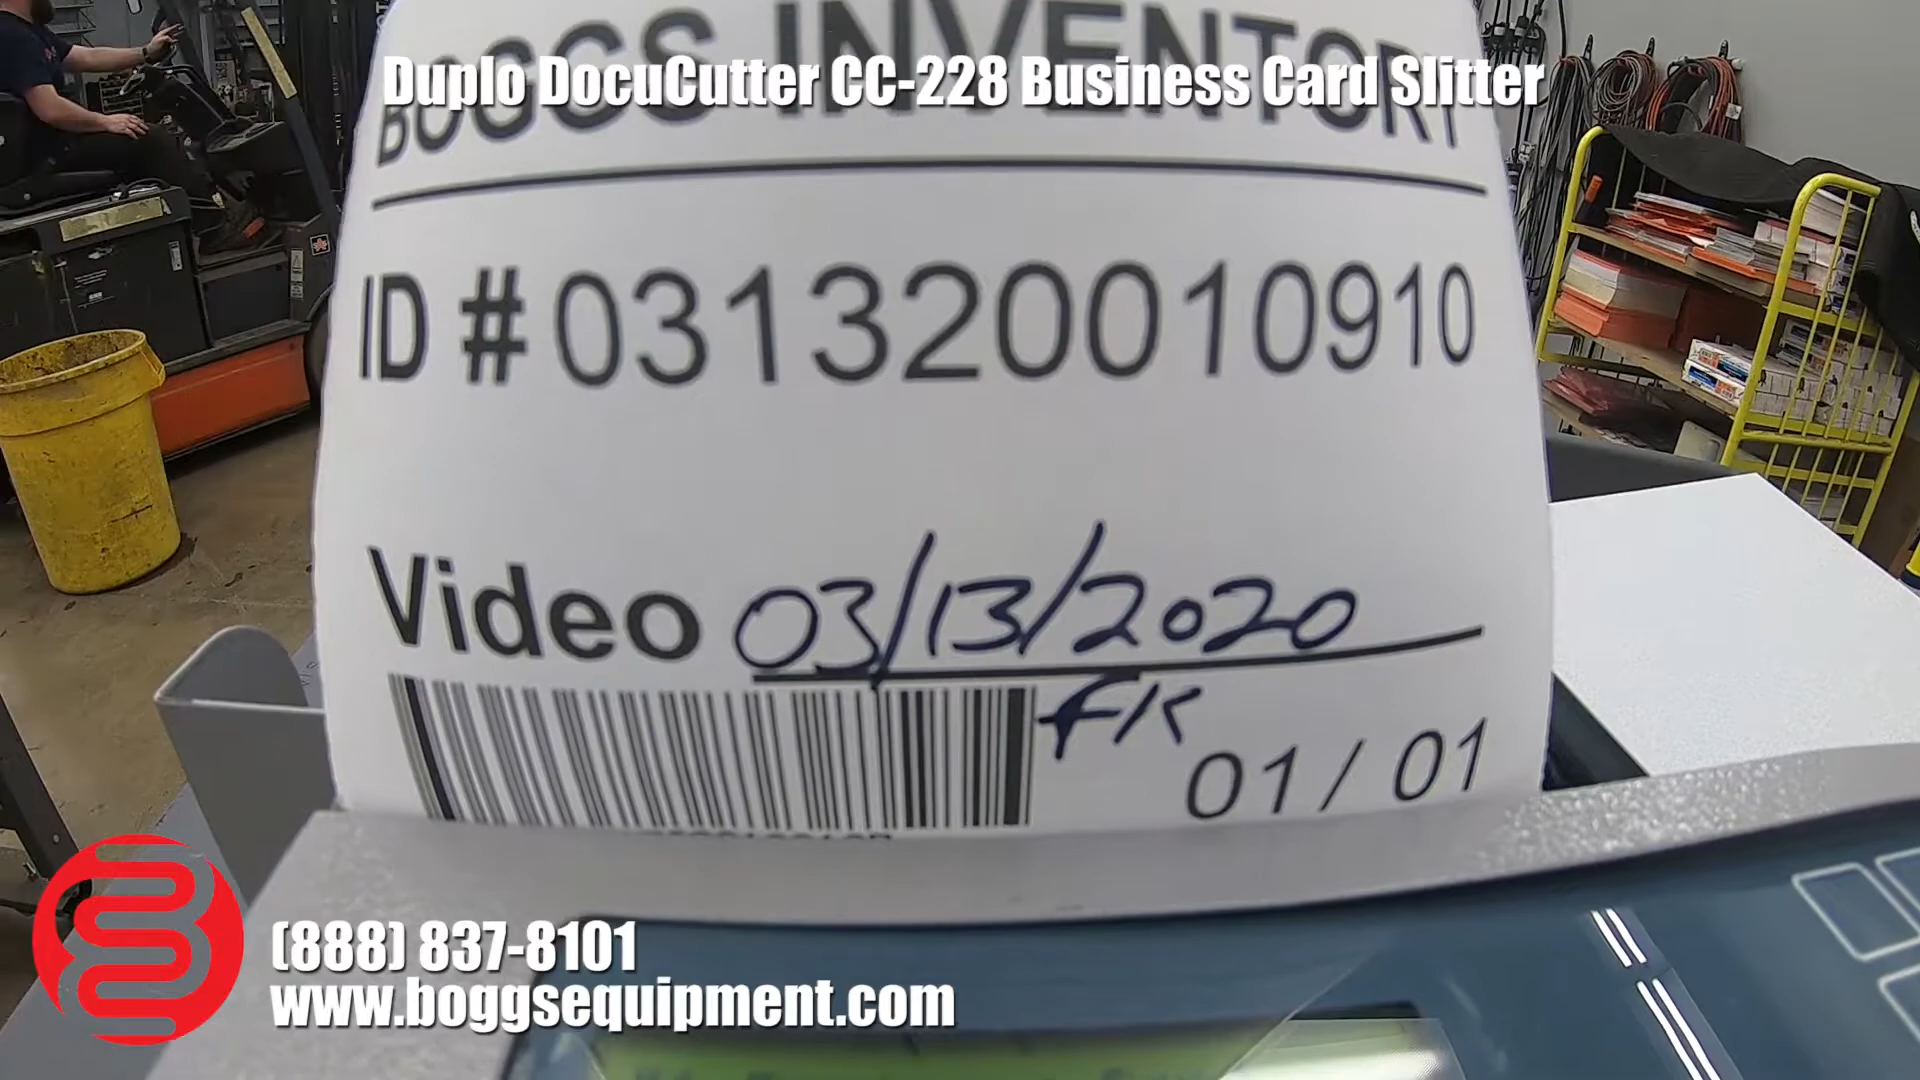 Duplo DocuCutter CC-228 Business Card Slitter
BOGGS INVENTORY
ID #031320010910
Video 03/13/2020
FK
01 / 01
(888) 837-8101
www.boggsequipment.com